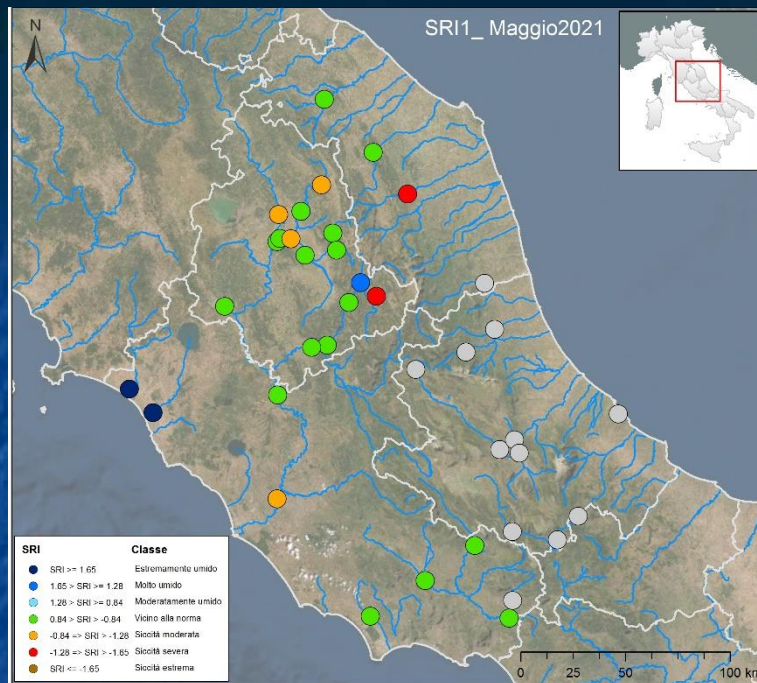 SRI1_ Maggio2021
N
SRI Classe
SRI >= 1.65 Estremamente umido
1.65 > SRI >= 1.28 Molto umido
1.28 > SRI >= 0.84 Moderatamente umido
0.84 > SRI > -0.84 Vicino alla norma
-0.84 => SRI > -1.28 Siccità moderata
-1.28 => SRI > -1.65 Siccità severa
SRI <= -1.65 Siccità estrema
0 25 50 100 km